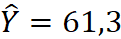 Ŷ = 61,3